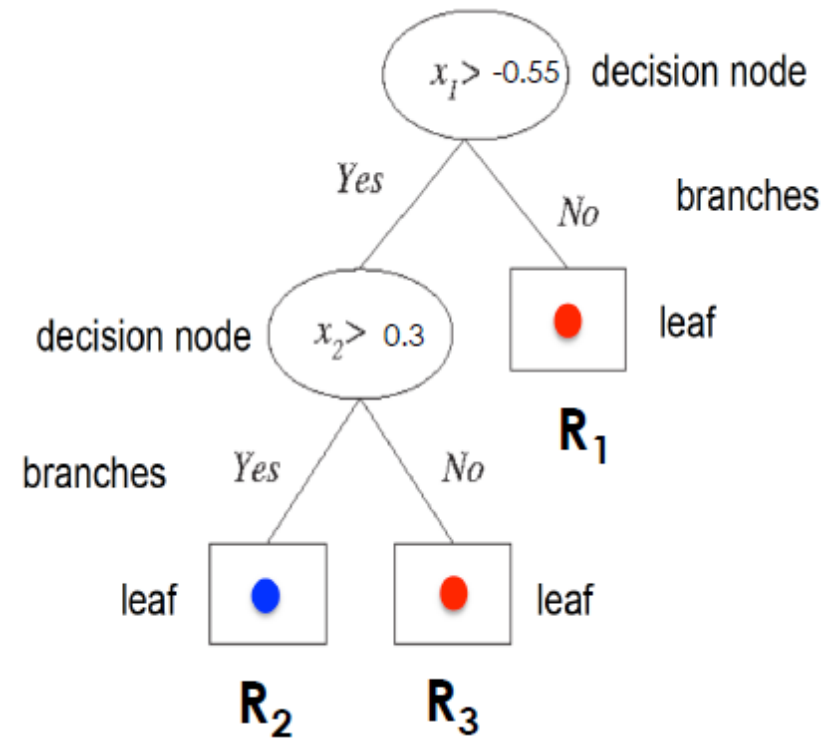 x₁> -0.55 decision node
Yes
No
branches
decision node x₂> 0.3
leaf
R₁
branches Yes No
leaf
leaf
R₂ R₃